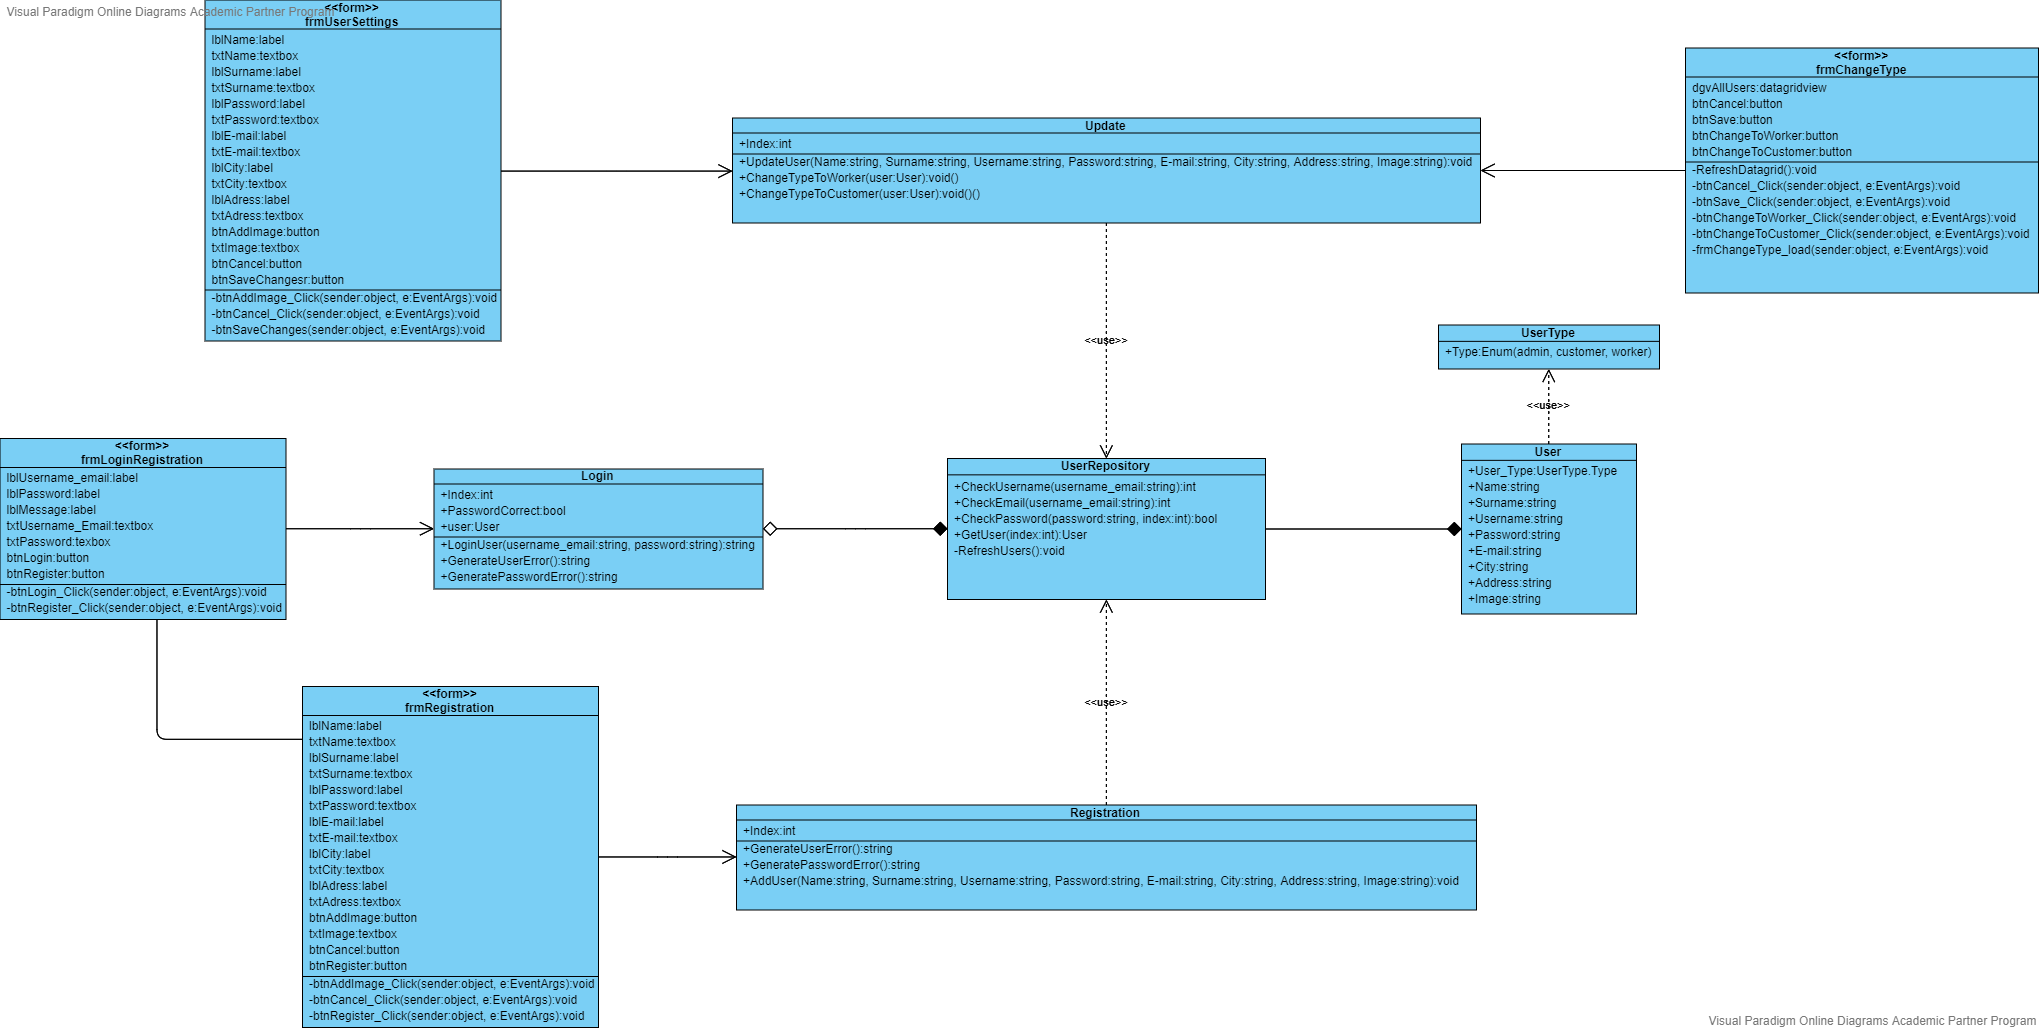 Visual Paradigm Online Diagrams Academic Partner Program
<<form>>
frmUserSettings
lblName:label
txtName:textbox
lblSurname:label
txtSurname:textbox
lblPassword:label
txtPassword:textbox
lblE-mail:label
txtE-mail:textbox
lblCity:label
txtCity:textbox
lblAdress:label
txtAdress:textbox
btnAddImage:button
txtImage:textbox
btnCancel:button
btnSaveChangesr:button
-btnAddImage_Click(sender:object, e:EventArgs):void
-btnCancel_Click(sender:object, e:EventArgs):void
-btnSaveChanges(sender:object, e:EventArgs):void
Update
+Index:int
+UpdateUser(Name:string, Surname:string, Username:string, Password:string, E-mail:string, City:string, Address:string, Image:string):void
+ChangeTypeToWorker(user:User):void()
+ChangeTypeToCustomer(user:User):void()()
<<form>>
frmChangeType
dgvAllUsers:datagridview
btnCancel:button
btnSave:button
btnChangeToWorker:button
btnChangeToCustomer:button
-RefreshDatagrid():void
-btnCancel_Click(sender:object, e:EventArgs):void
-btnSave_Click(sender:object, e:EventArgs):void
-btnChangeToWorker_Click(sender:object, e:EventArgs):void
-btnChangeToCustomer_Click(sender:object, e:EventArgs):void
-frmChangeType_load(sender:object, e:EventArgs):void
<<use>>
UserType
+Type:Enum(admin, customer, worker)
<<use>>
<<form>>
frmLoginRegistration
lblUsername_email:label
lblPassword:label
lblMessage:label
txtUsername_Email:textbox
txtPassword:texbox
btnLogin:button
btnRegister:button
-btnLogin_Click(sender:object, e:EventArgs):void
-btnRegister_Click(sender:object, e:EventArgs):void
Login
+Index:int
+PasswordCorrect:bool
+user:User
+LoginUser(username_email:string, password:string):string
+GenerateUserError():string
+GeneratePasswordError():string
UserRepository
+CheckUsername(username_email:string):int
+CheckEmail(username_email:string):int
+CheckPassword(password:string, index:int):bool
+GetUser(index:int):User
-RefreshUsers():void
User
+User_Type:UserType.Type
+Name:string
+Surname:string
+Username:string
+Password:string
+E-mail:string
+City:string
+Address:string
+Image:string
<<use>>
<<form>>
frmRegistration
lblName:label
txtName:textbox
lblSurname:label
txtSurname:textbox
lblPassword:label
txtPassword:textbox
lblE-mail:label
txtE-mail:textbox
lblCity:label
txtCity:textbox
lblAdress:label
txtAdress:textbox
btnAddImage:button
txtImage:textbox
btnCancel:button
btnRegister:button
-btnAddImage_Click(sender:object, e:EventArgs):void
-btnCancel_Click(sender:object, e:EventArgs):void
-btnRegister_Click(sender:object, e:EventArgs):void
Registration
+Index:int
+GenerateUserError():string
+GeneratePasswordError():string
+AddUser(Name:string, Surname:string, Username:string, Password:string, E-mail:string, City:string, Address:string, Image:string):void
Visual Paradigm Online Diagrams Academic Partner Program